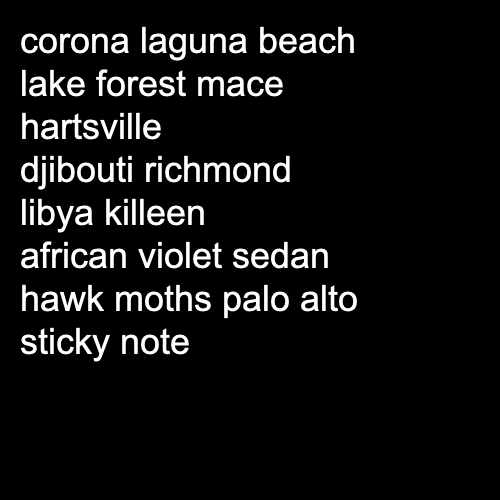 corona laguna beach
lake forest mace
hartsville
djibouti richmond
libya killeen
african violet sedan
hawk moths palo alto
sticky note